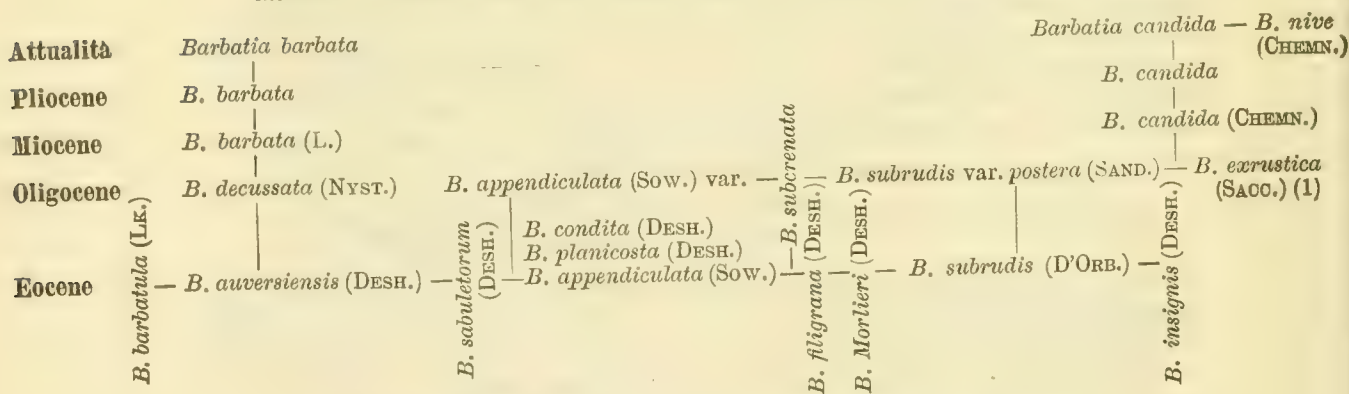 Barbatia candida — B. nive
Attualità Barbatia barbata (CHEMN.)
B. candida
Pliocene B. barbata
B. candida (CHEMN.)
Miocene B. barbata (L.)
Oligocene B. decussata (NYST.) B. appendiculata (Sow.) var. — B. subcrenata — B. subrudis var. postera (SAND.) — B. exrustica
(SACC.) (1)
B. condita (DESH.)
B. planicosta (DESH.)
Eocene B. barbatula (LK.) — B. auversiensis (DESH.) — B. sabuletorum (DESH.) — B. appendiculata (Sow.) — B. filigrana (DESH.) — B. Morlieri (DESH.) — B. subrudis (D'ORB.) — B. insignis (DESH.)